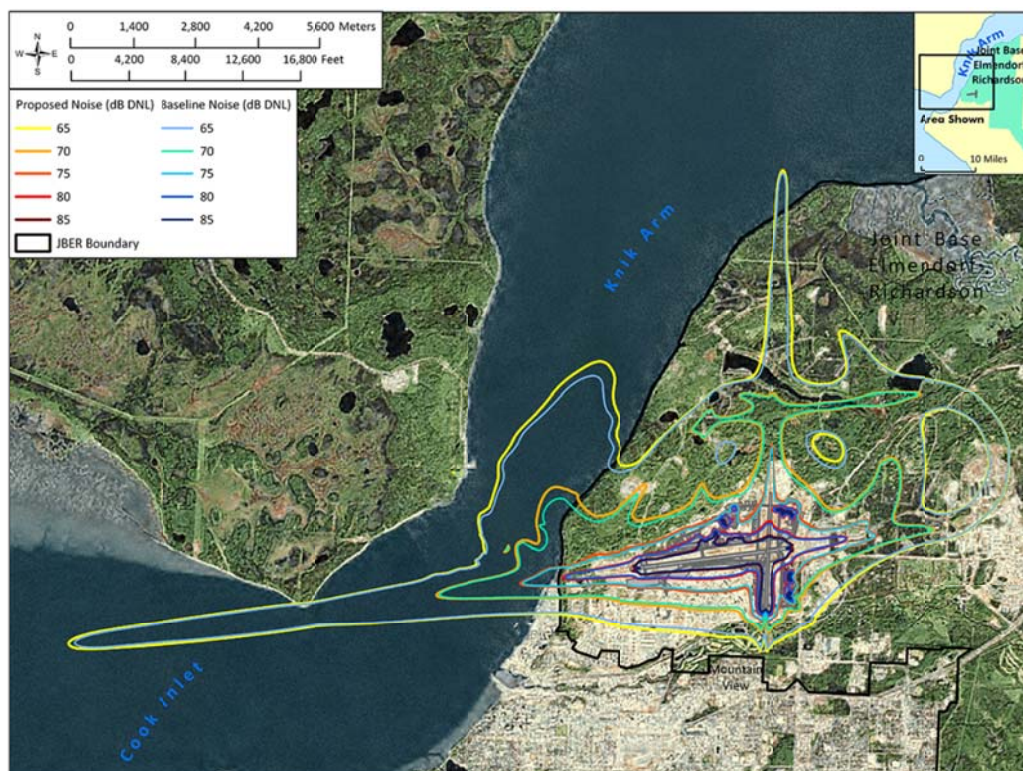 N
W E
S
0 1,400 2,800 4,200 5,600 Meters
0 4,200 8,400 12,600 16,800 Feet
Proposed Noise (dB DNL) Baseline Noise (dB DNL)
65 65
70 70
75 75
80 80
85 85
JBER Boundary
Knik Arm
Joint Base
Elmendorf-
Richardson
Area Shown
0 10 Miles
Knik Arm
Joint Base
Elmendorf-
Richardson
Mountain
View
Cook Inlet